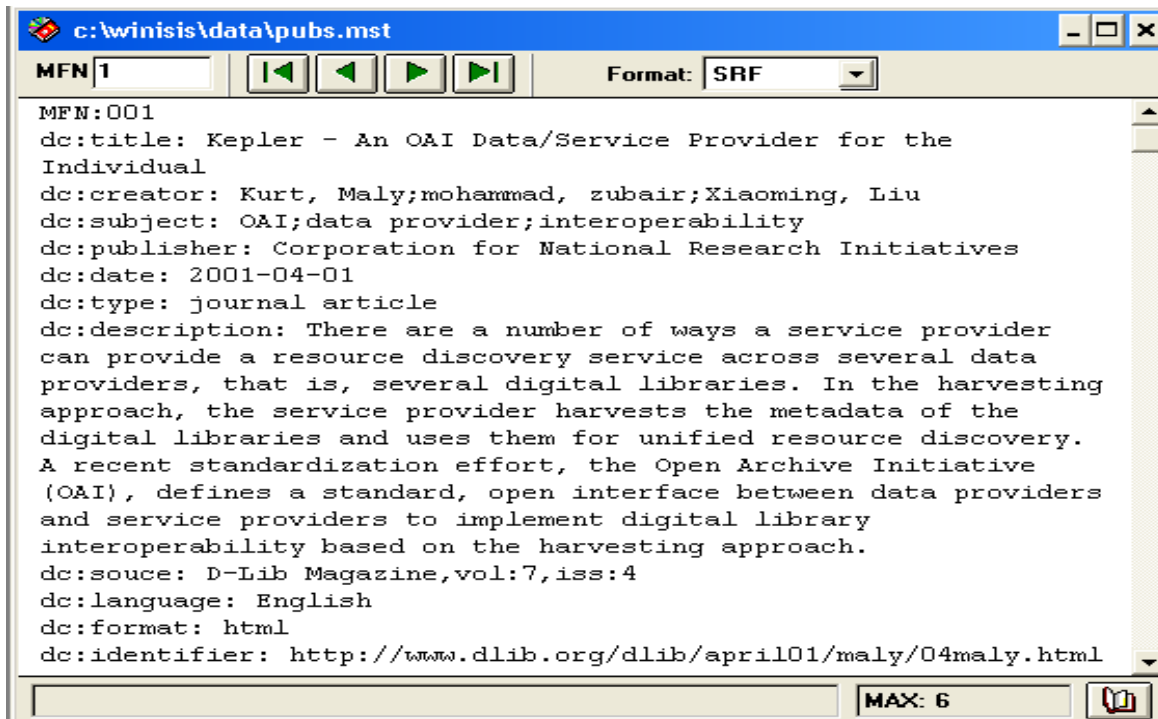 c:\winisis\data\pubs.mst
MFN 1 Format: SRF
MFN:001
dc:title: Kepler - An OAI Data/Service Provider for the
Individual
dc:creator: Kurt, Maly;mohammad, zubair;Xiaoming, Liu
dc:subject: OAI;data provider;interoperability
dc:publisher: Corporation for National Research Initiatives
dc:date: 2001-04-01
dc:type: journal article
dc:description: There are a number of ways a service provider
can provide a resource discovery service across several data
providers, that is, several digital libraries. In the harvesting
approach, the service provider harvests the metadata of the
digital libraries and uses them for unified resource discovery.
A recent standardization effort, the Open Archive Initiative
(OAI), defines a standard, open interface between data providers
and service providers to implement digital library
interoperability based on the harvesting approach.
dc:souce: D-Lib Magazine,vol:7,iss:4
dc:language: English
dc:format: html
dc:identifier: http://www.dlib.org/dlib/april01/maly/04maly.html
MAX: 6